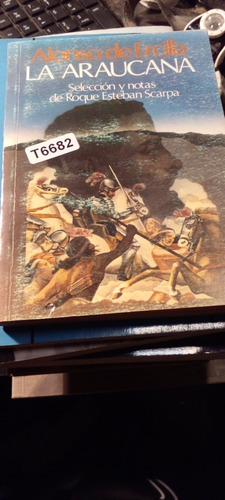 Alonso de Ercilla
LA ARAUCANA
Selección y notas
de Roque Esteban Scarpa
T6682